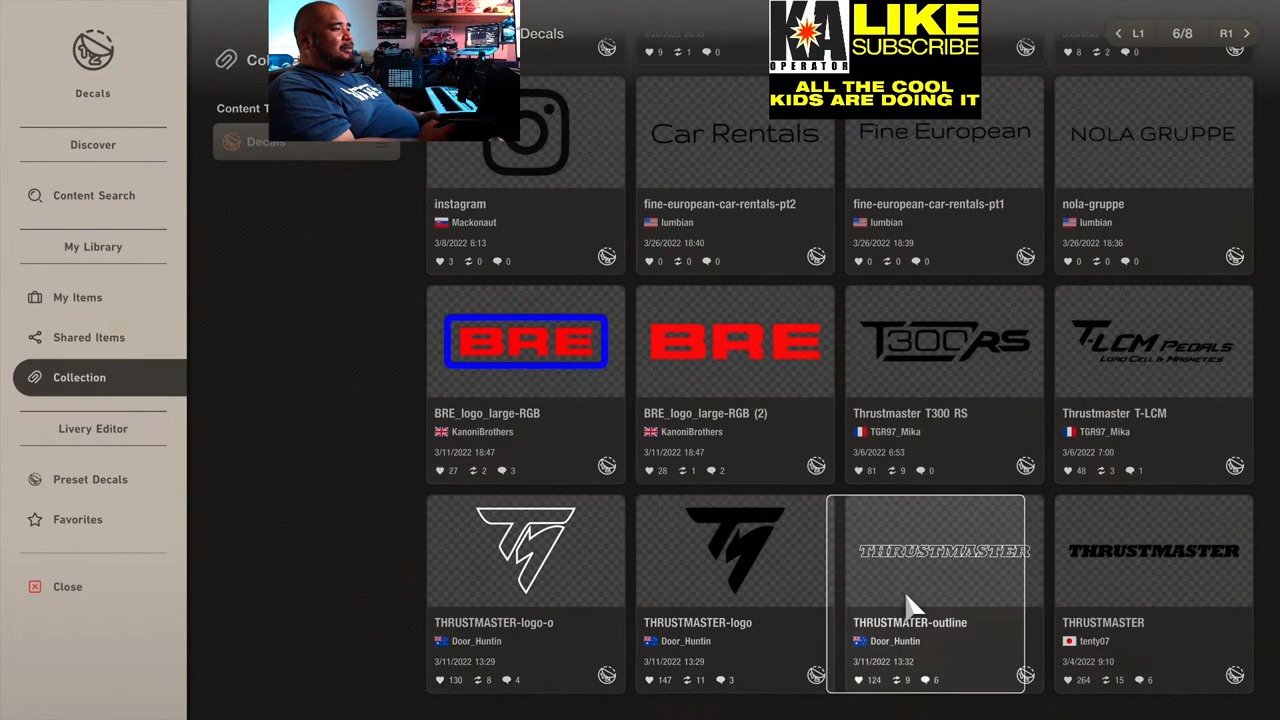 Decals
Discover
Content Search
My Library
My Items
Shared Items
Collection
Livery Editor
Preset Decals
Favorites
Close
Decals
Content T
Decals
KA
OPERATOR
LIKE
SUBSCRIBE
ALL THE COOL
KIDS ARE DOING IT
L1 6/8 R1
9 1 0
8 2 0
Car Rentals
Fine European
NOLA GRUPPE
instagram
Mackonaut
3/8/2022 8:13
3 0 0
fine-european-car-rentals-pt2
lumbian
3/26/2022 18:40
0 0 0
fine-european-car-rentals-pt1
lumbian
3/26/2022 18:39
0 0 0
nola-gruppe
lumbian
3/26/2022 18:36
0 0 0
BRE
BRE_logo_large-RGB
KanoniBrothers
3/11/2022 18:47
27 2 3
BRE
BRE_logo_large-RGB (2)
KanoniBrothers
3/11/2022 18:47
28 1 2
T300RS
Thrustmaster T300 RS
TGR97_Mika
3/6/2022 6:53
81 9 0
T-LCM PEDALS
LOAD CELL & MAGNETICS
Thrustmaster T-LCM
TGR97_Mika
3/6/2022 7:00
48 3 1
THRUSTMASTER-logo-o
Door_Huntin
3/11/2022 13:29
130 8 4
THRUSTMASTER-logo
Door_Huntin
3/11/2022 13:29
147 11 3
THRUSTMASTER
THRUSTMATER-outline
Door_Huntin
3/11/2022 13:32
124 9 6
THRUSTMASTER
THRUSTMASTER
tenty07
3/4/2022 9:10
264 15 6